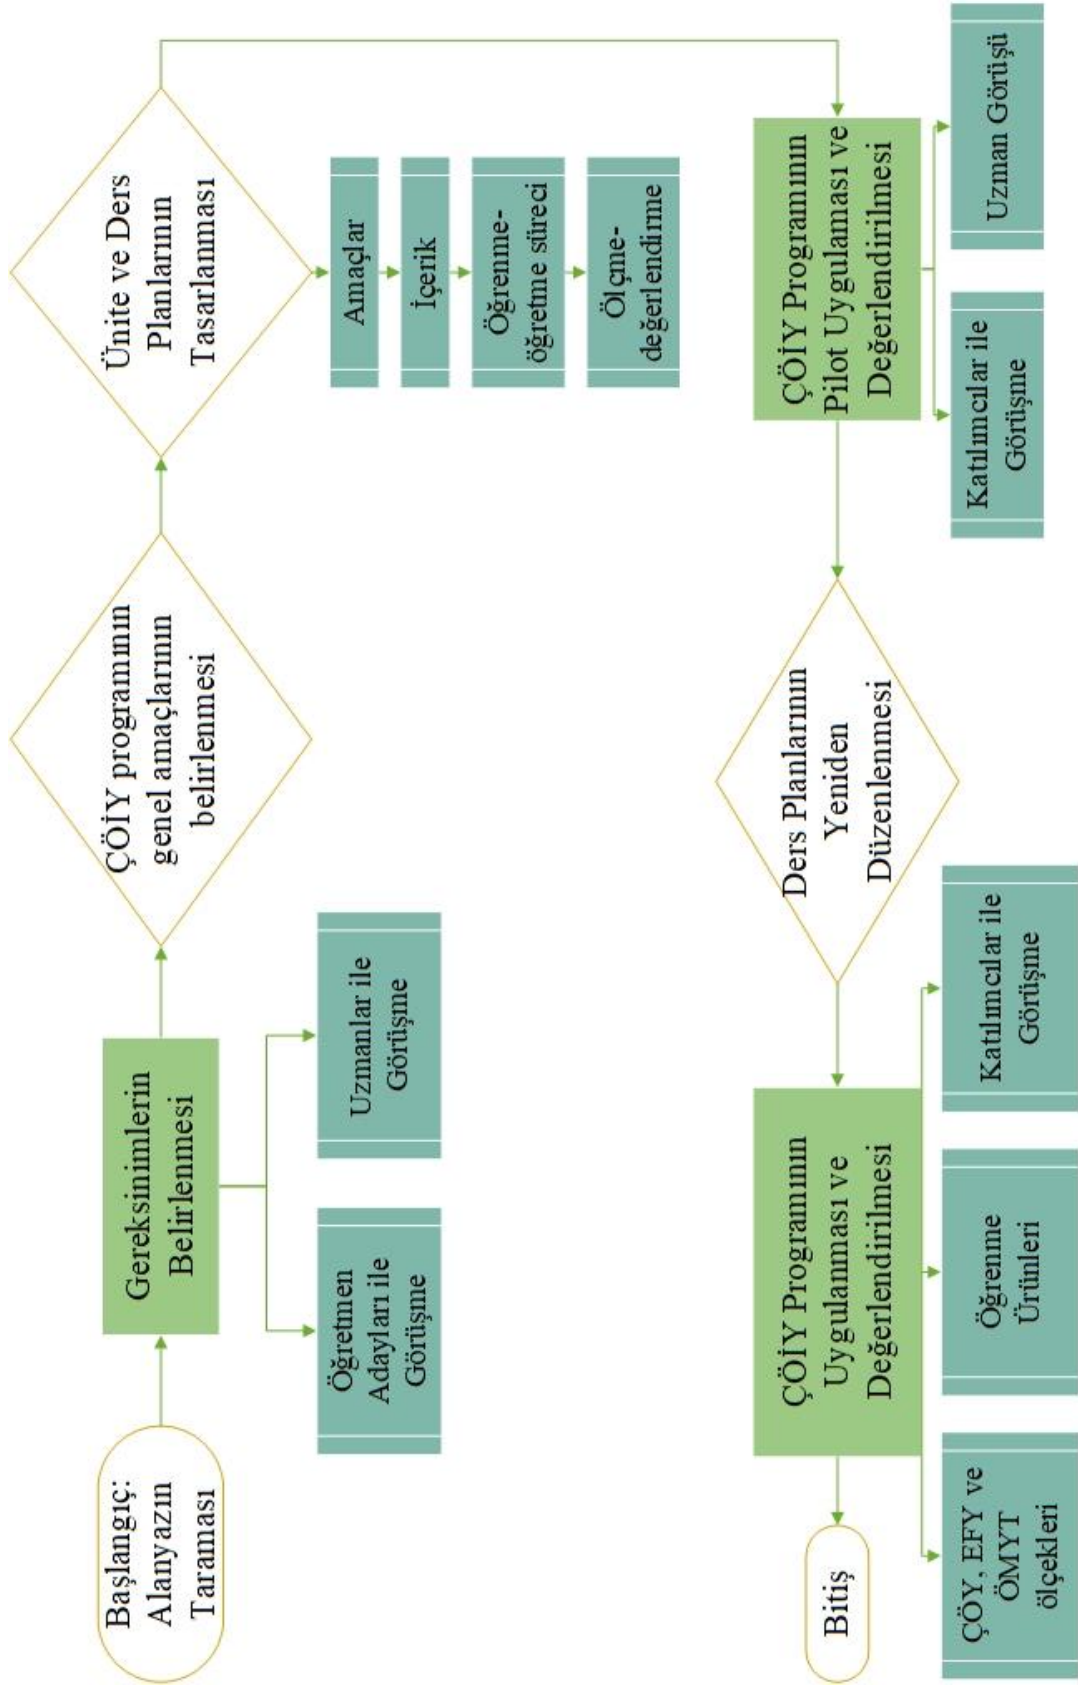 Başlangıç:
Alanyazın
Taraması
Gereksinimlerin
Belirlenmesi
Öğretmen
Adayları ile
Görüşme
Uzmanlar ile
Görüşme
ÇÖİY programının
genel amaçlarının
belirlenmesi
Ünite ve Ders
Planlarının
Tasarlanması
Amaçlar
İçerik
Öğrenme-
öğretme süreci
Ölçme-
değerlendirme
ÇÖİY Programının
Pilot Uygulaması ve
Değerlendirilmesi
Katılımcılar ile
Görüşme
Uzman Görüşü
Ders Planlarının
Yeniden
Düzenlenmesi
ÇÖİY Programının
Uygulanması ve
Değerlendirilmesi
ÇÖY, EFY ve
ÖMYT
ölçekleri
Öğrenme
Ürünleri
Katılımcılar ile
Görüşme
Bitiş